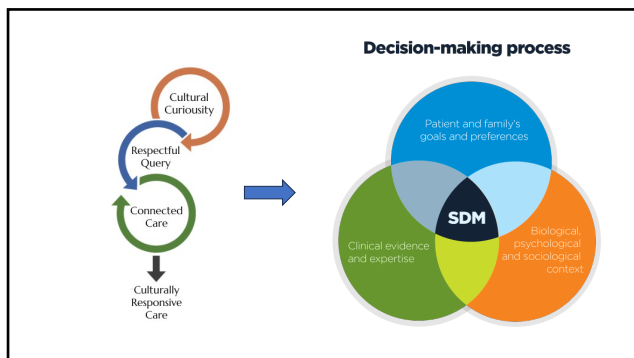 Cultural
Curiousity
Respectful
Query
Connected
Care
Culturally
Responsive
Care
Decision-making process
Patient and family's
goals and preferences
SDM
Clinical evidence
and expertise
Biological,
psychological
and sociological
context